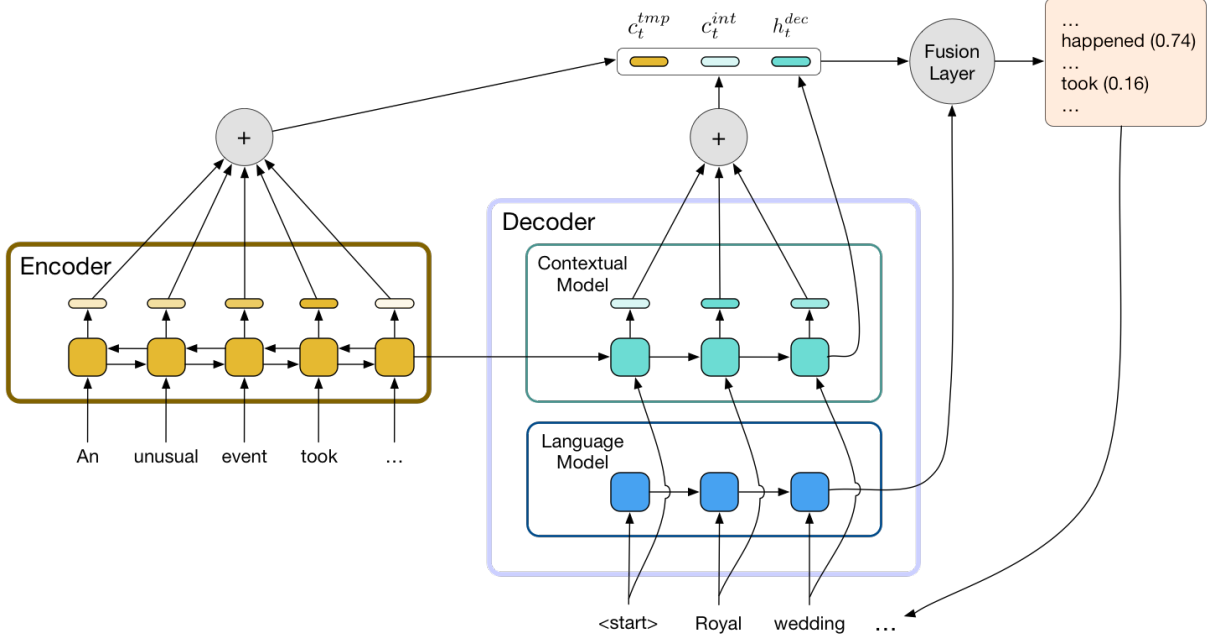 c_t^{tmp} c_t^{int} h_t^{dec}
Fusion
Layer
...
happened (0.74)
...
took (0.16)
...
+
+
Decoder
Encoder
Contextual
Model
An unusual event took ...
Language
Model
<start> Royal wedding ...